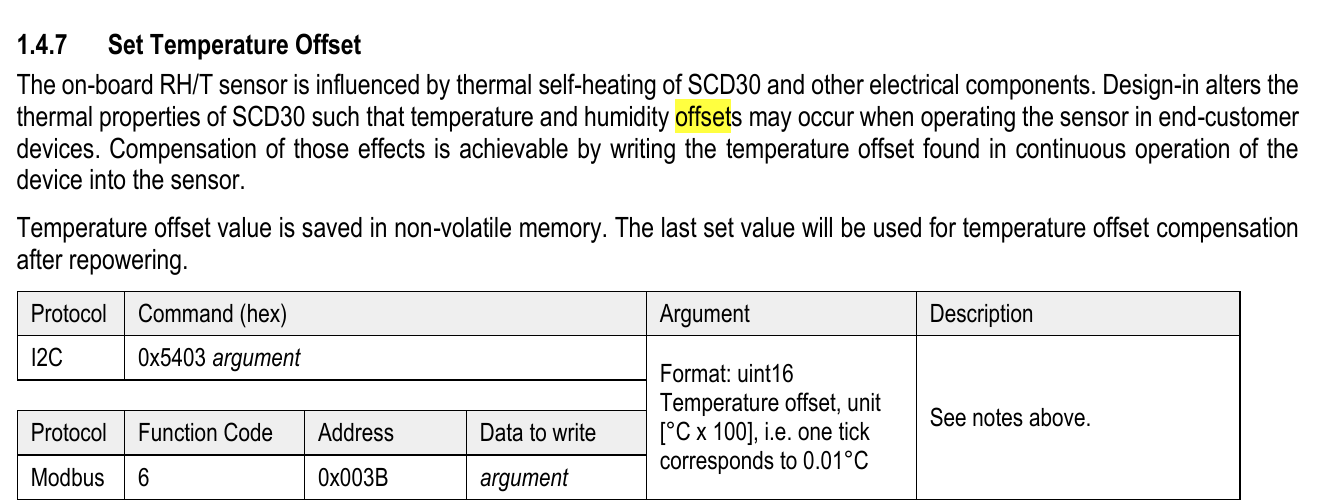 1.4.7 Set Temperature Offset
The on-board RH/T sensor is influenced by thermal self-heating of SCD30 and other electrical components. Design-in alters the
thermal properties of SCD30 such that temperature and humidity offsets may occur when operating the sensor in end-customer
devices. Compensation of those effects is achievable by writing the temperature offset found in continuous operation of the
device into the sensor.
Temperature offset value is saved in non-volatile memory. The last set value will be used for temperature offset compensation
after repowering.
Protocol Command (hex) Argument Description
I2C 0x5403 argument
Format: uint16
Temperature offset, unit
[°C x 100], i.e. one tick
corresponds to 0.01°C
See notes above.
Protocol Function Code Address Data to write
Modbus 6 0x003B argument